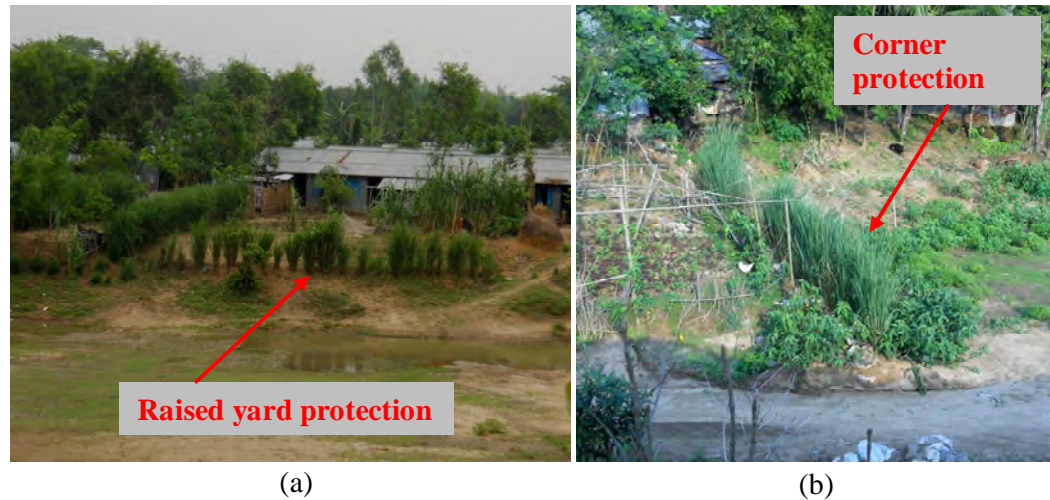 Corner
protection
Raised yard protection
(a)
(b)